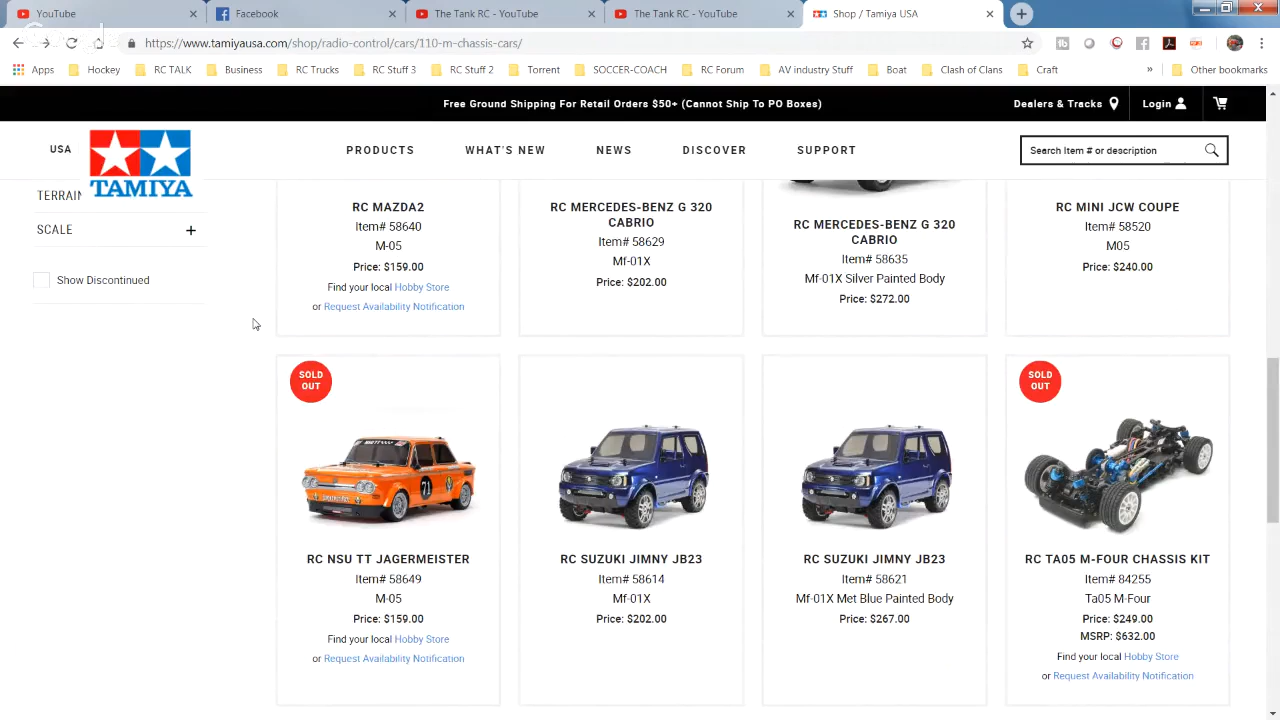 YouTube
Facebook
The Tank RC - YouTube
The Tank RC - YouTube
Shop / Tamiya USA
https://www.tamiyausa.com/shop/radio-control/cars/110-m-chassis-cars/
Apps Hockey RC TALK Business RC Trucks RC Stuff 3 RC Stuff 2 Torrent SOCCER-COACH RC Forum AV industry Stuff Boat Clash of Clans Craft » Other bookmarks
Free Ground Shipping For Retail Orders $50+ (Cannot Ship To PO Boxes)
Dealers & Tracks
Login
USA
TAMIYA
PRODUCTS WHAT'S NEW NEWS DISCOVER SUPPORT
Search Item # or description
TERRAIN
SCALE +
Show Discontinued
RC MAZDA2
Item# 58640
M-05
Price: $159.00
Find your local Hobby Store
or Request Availability Notification
RC MERCEDES-BENZ G 320
CABRIO
Item# 58629
Mf-01X
Price: $202.00
RC MERCEDES-BENZ G 320
CABRIO
Item# 58635
Mf-01X Silver Painted Body
Price: $272.00
RC MINI JCW COUPE
Item# 58520
M05
Price: $240.00
SOLD
OUT
71
RC NSU TT JAGERMEISTER
Item# 58649
M-05
Price: $159.00
Find your local Hobby Store
or Request Availability Notification
RC SUZUKI JIMNY JB23
Item# 58614
Mf-01X
Price: $202.00
RC SUZUKI JIMNY JB23
Item# 58621
Mf-01X Met Blue Painted Body
Price: $267.00
SOLD
OUT
RC TA05 M-FOUR CHASSIS KIT
Item# 84255
Ta05 M-Four
Price: $249.00
MSRP: $632.00
Find your local Hobby Store
or Request Availability Notification